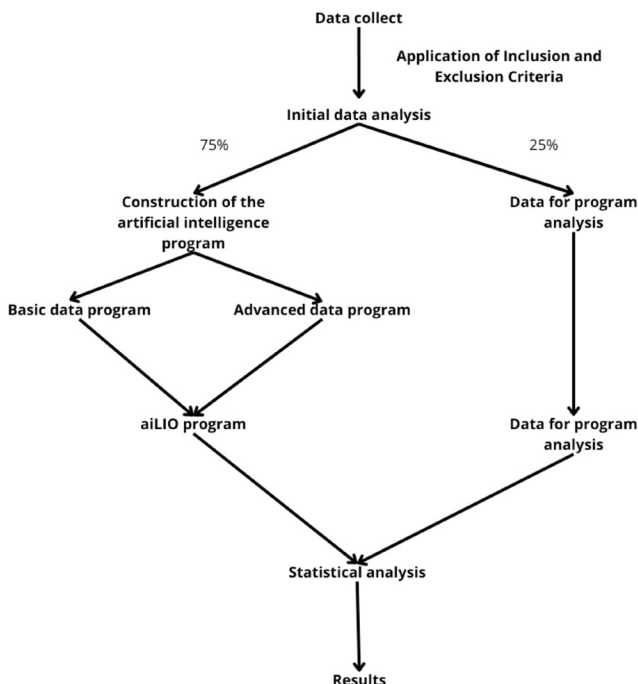 Data collect
Application of Inclusion and
Exclusion Criteria
Initial data analysis
75%
25%
Construction of the
artificial intelligence
program
Data for program
analysis
Basic data program
Advanced data program
aiLIO program
Data for program
analysis
Statistical analysis
Results